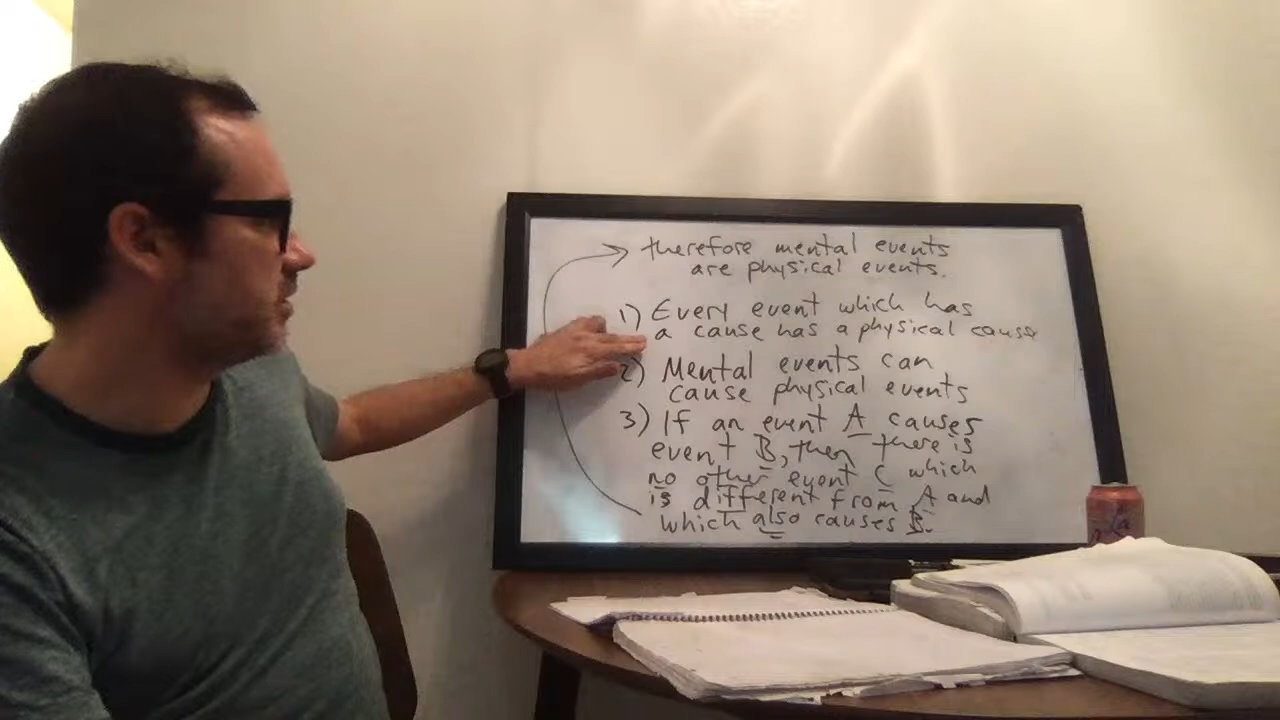 therefore mental events
are physical events.
1) Every event which has
a cause has a physical cause
2) Mental events can
cause physical events
3) If an event A causes
event B, then there is
no other event C which
is different from A and
which also causes B.